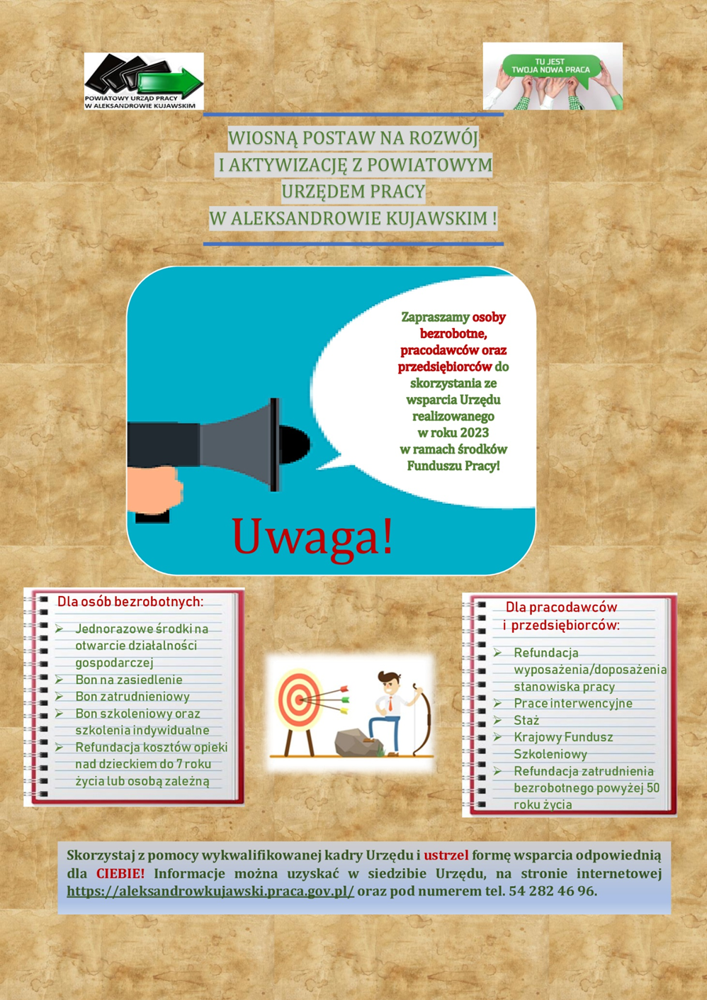 POWIATOWY URZĄD PRACY
W ALEKSANDROWIE KUJAWSKIM
TU JEST
TWOJA NOWA PRACA
WIOSNĄ POSTAW NA ROZWÓJ
I AKTYWIZACJĘ Z POWIATOWYM
URZĘDEM PRACY
W ALEKSANDROWIE KUJAWSKIM !
Zapraszamy osoby
bezrobotne,
pracodawców oraz
przedsiębiorców do
skorzystania ze
wsparcia Urzędu
realizowanego
w roku 2023
w ramach środków
Funduszu Pracy!
Uwaga!
Dla osób bezrobotnych:
➢ Jednorazowe środki na
otwarcie działalności
gospodarczej
➢ Bon na zasiedlenie
➢ Bon zatrudnieniowy
➢ Bon szkoleniowy oraz
szkolenia indywidualne
➢ Refundacja kosztów opieki
nad dzieckiem do 7 roku
życia lub osobą zależną
Dla pracodawców
i przedsiębiorców:
➢ Refundacja
wyposażenia/doposażenia
stanowiska pracy
➢ Prace interwencyjne
➢ Staż
➢ Krajowy Fundusz
Szkoleniowy
➢ Refundacja zatrudnienia
bezrobotnego powyżej 50
roku życia
Skorzystaj z pomocy wykwalifikowanej kadry Urzędu i ustrzel formę wsparcia odpowiednią
dla CIEBIE! Informacje można uzyskać w siedzibie Urzędu, na stronie internetowej
https://aleksandrowkujawski.praca.gov.pl/ oraz pod numerem tel. 54 282 46 96.